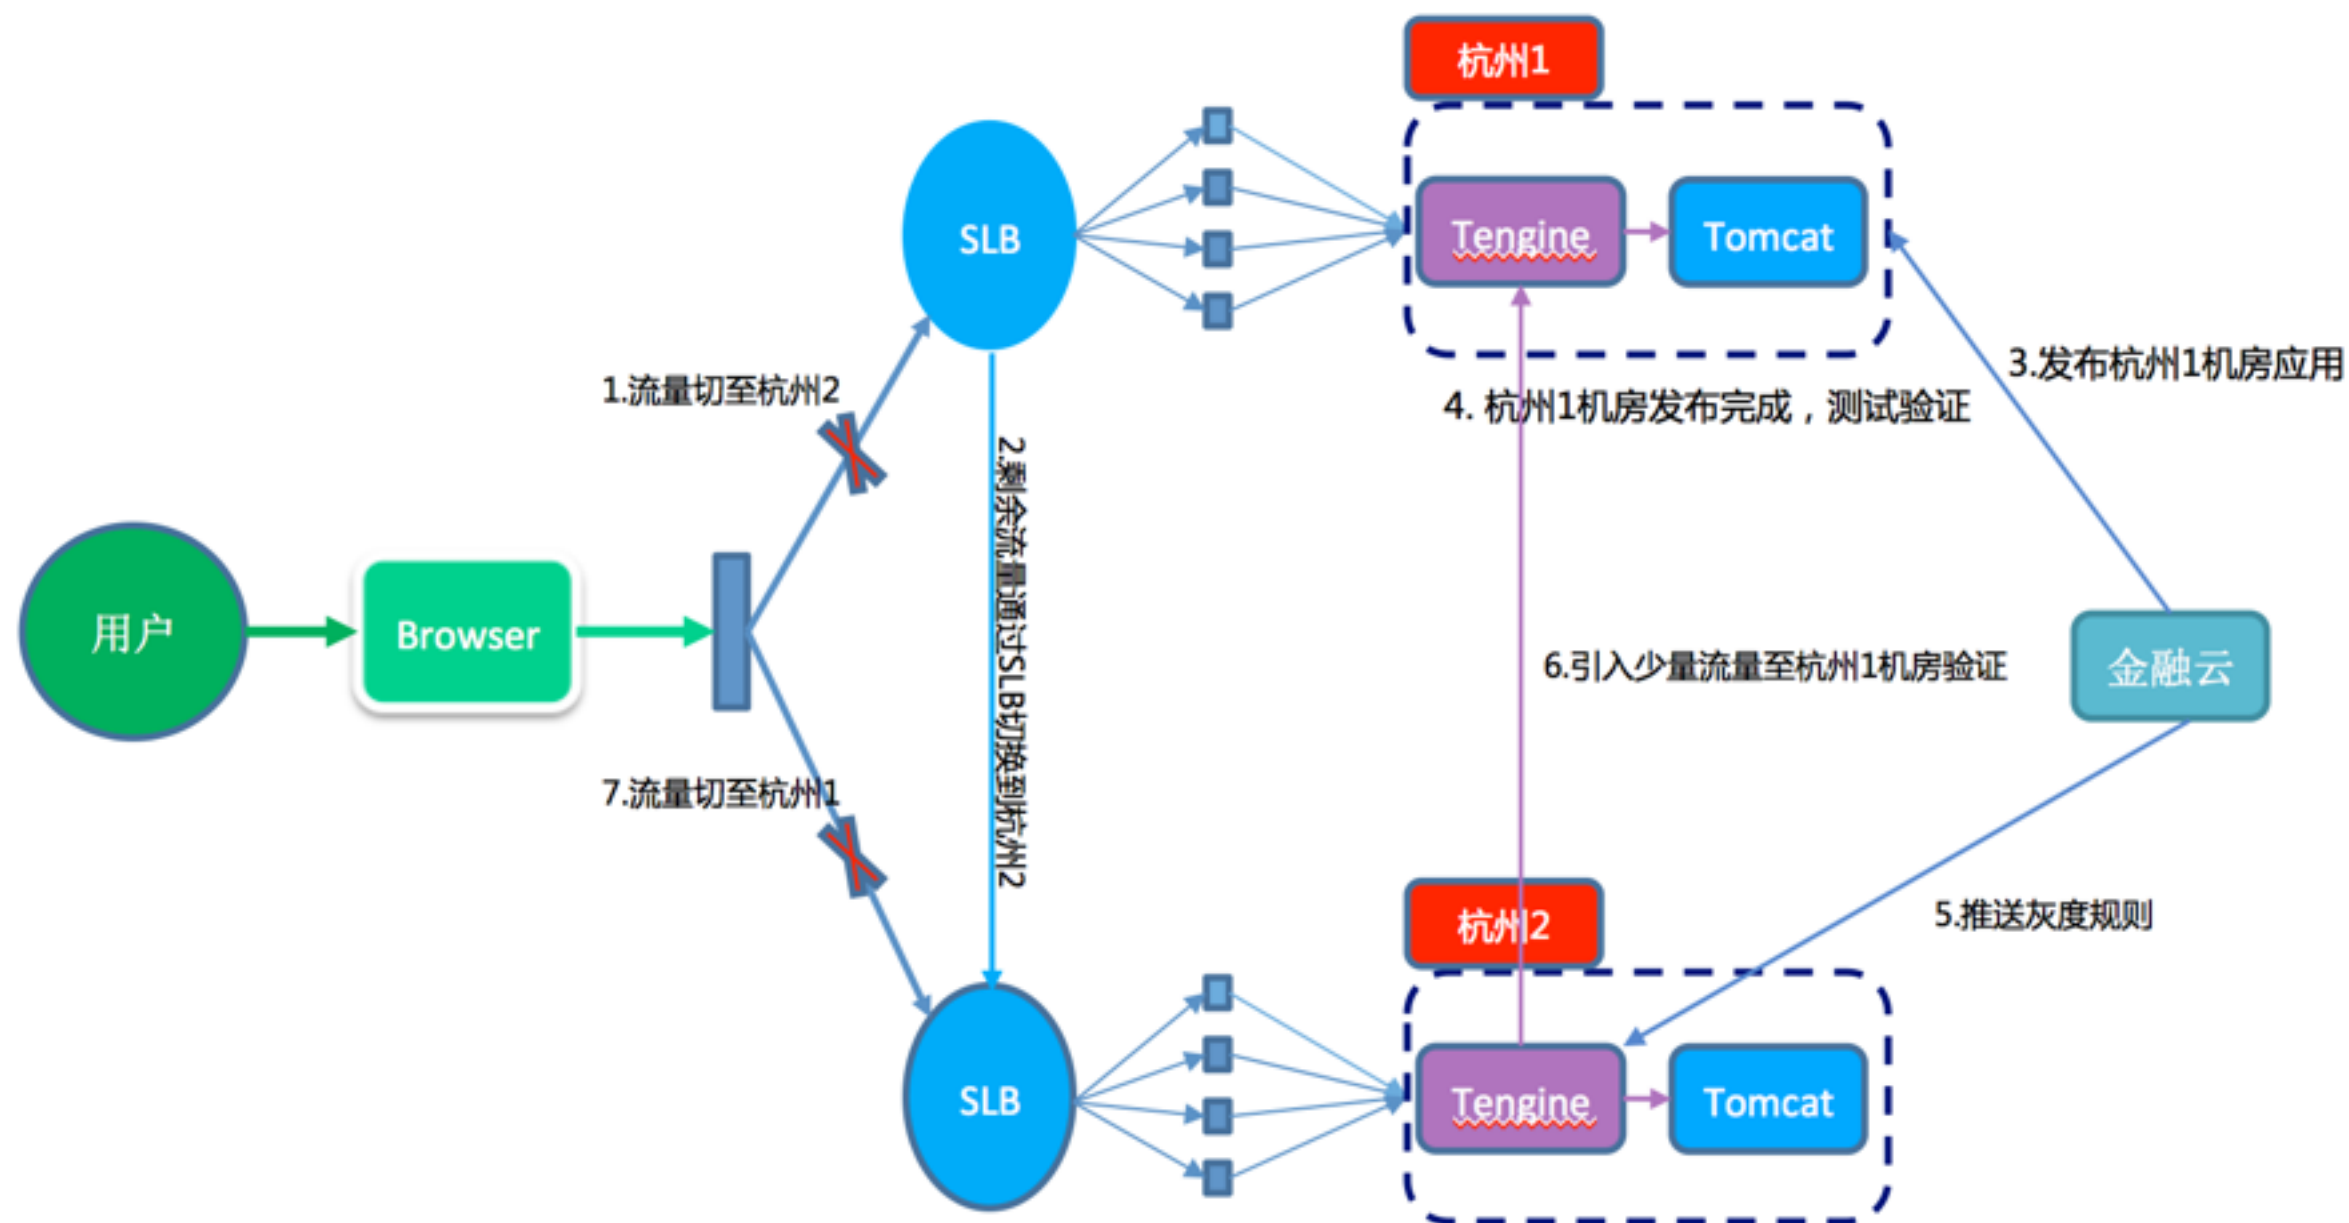 杭州1
SLB
Tengine
Tomcat
3.发布杭州1机房应用
1.流量切至杭州2
4. 杭州1机房发布完成，测试验证
2.剩余流量通过SLB切换到杭州2
用户
Browser
6.引入少量流量至杭州1机房验证
金融云
7.流量切至杭州1
杭州2
5.推送灰度规则
SLB
Tengine
Tomcat